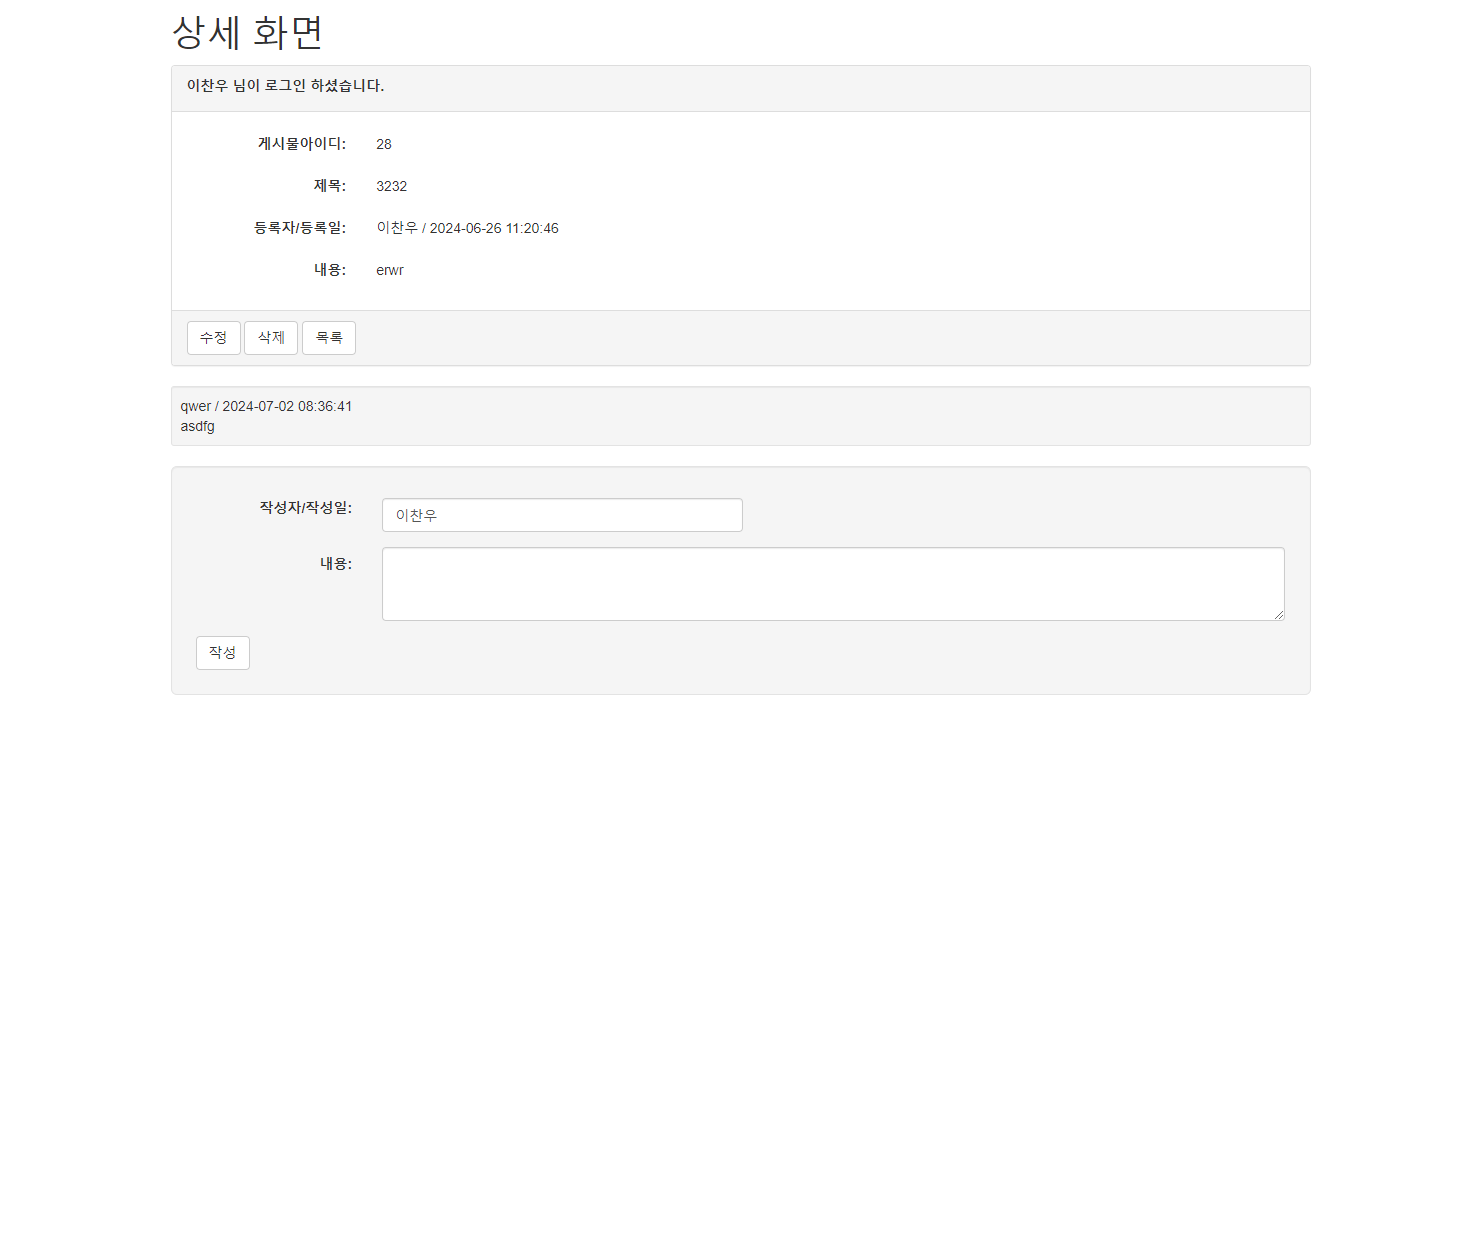 상세 화면
이찬우 님이 로그인 하셨습니다.
게시물아이디: 28
제목: 3232
등록자/등록일: 이찬우 / 2024-06-26 11:20:46
내용: erwr
수정 삭제 목록
qwer / 2024-07-02 08:36:41
asdfg
작성자/작성일: 이찬우
내용:
작성